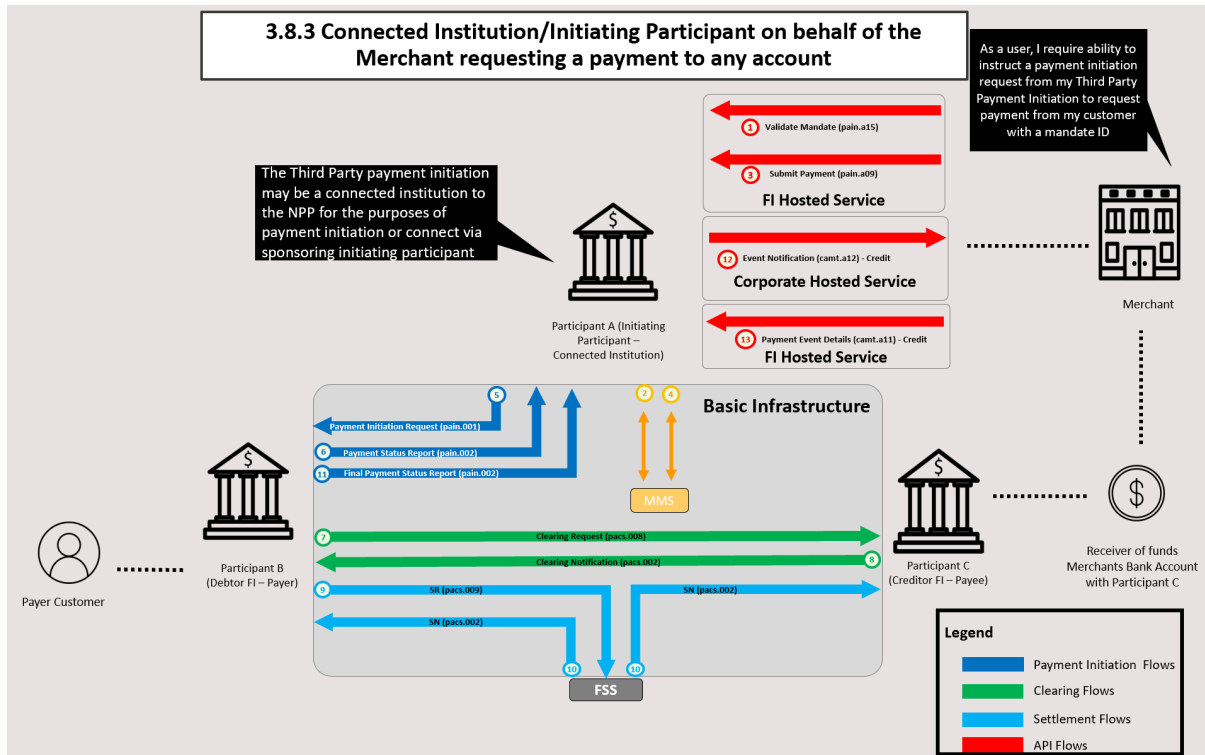 3.8.3 Connected Institution/Initiating Participant on behalf of the
Merchant requesting a payment to any account
As a user, I require ability to
instruct a payment initiation
request from my Third Party
Payment Initiation to request
payment from my customer
with a mandate ID
1 Validate Mandate (pain.a15)
3 Submit Payment (pain.a09)
FI Hosted Service
The Third Party payment initiation
may be a connected institution to
the NPP for the purposes of
payment initiation or connect via
sponsoring initiating participant
$
12 Event Notification (camt.a12) - Credit
Corporate Hosted Service
Merchant
Participant A (Initiating
Participant –
Connected Institution)
13 Payment Event Details (camt.a11) - Credit
FI Hosted Service
5
2
4
Basic Infrastructure
Payment Initiation Request (pain.001)
6 Payment Status Report (pain.002)
11 Final Payment Status Report (pain.002)
MMS
$
$
$
7 Clearing Request (pacs.008)
Clearing Notification (pacs.002) 8
Participant B
(Debtor FI – Payer)
Participant C
(Creditor FI – Payee)
Receiver of funds
Merchants Bank Account
with Participant C
Payer Customer
9 SR (pacs.009)
SN (pacs.002)
SN (pacs.002)
10
10
FSS
Legend
Payment Initiation Flows
Clearing Flows
Settlement Flows
API Flows